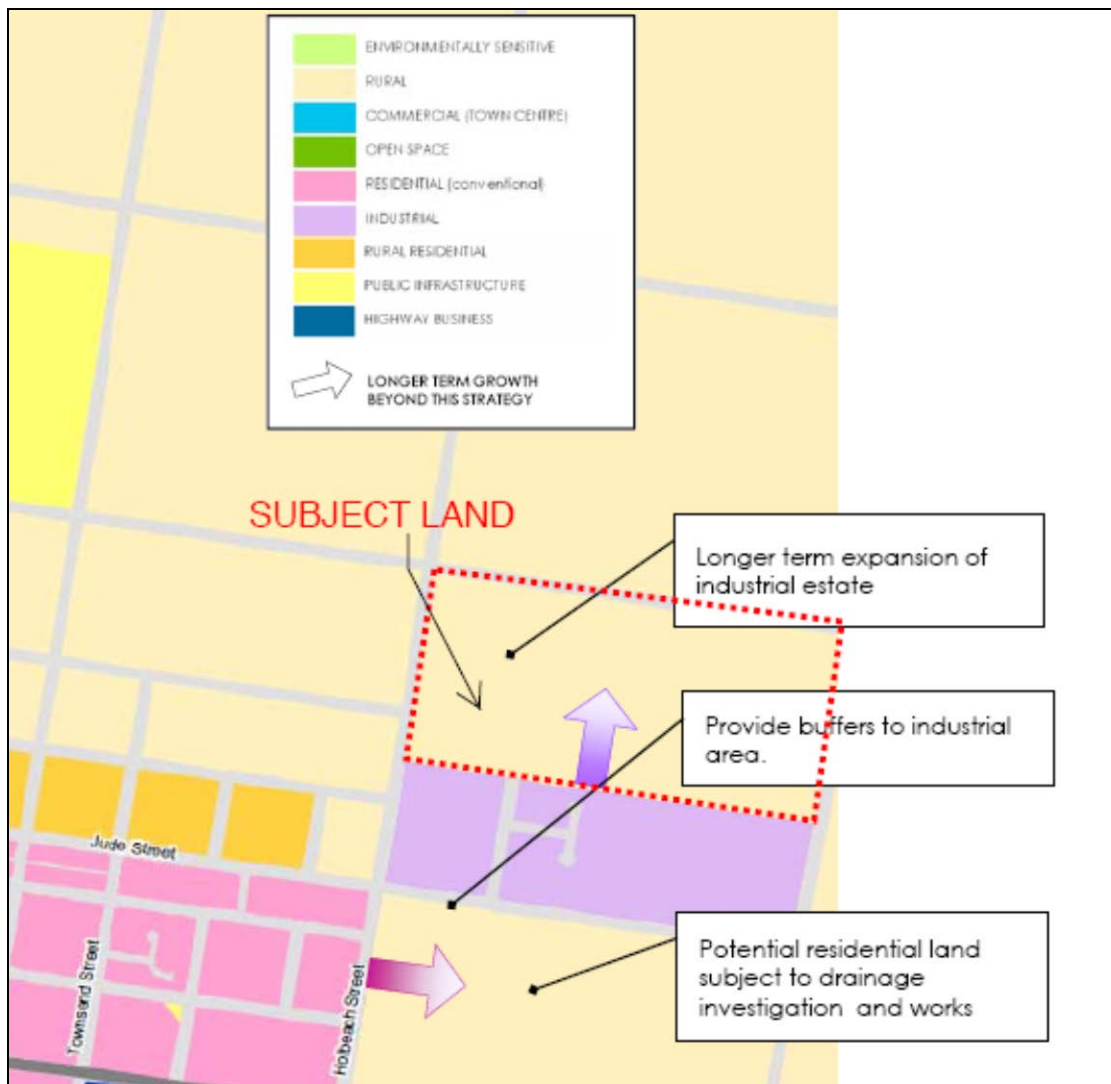 ENVIRONMENTALLY SENSITIVE
RURAL
COMMERCIAL (TOWN CENTRE)
OPEN SPACE
RESIDENTIAL (conventional)
INDUSTRIAL
RURAL RESIDENTIAL
PUBLIC INFRASTRUCTURE
HIGHWAY BUSINESS
LONGER TERM GROWTH
BEYOND THIS STRATEGY
SUBJECT LAND
Longer term expansion of
industrial estate
Provide buffers to industrial
area.
Jude Street
Potential residential land
subject to drainage
investigation and works
Townsend Street
Holbeach Street